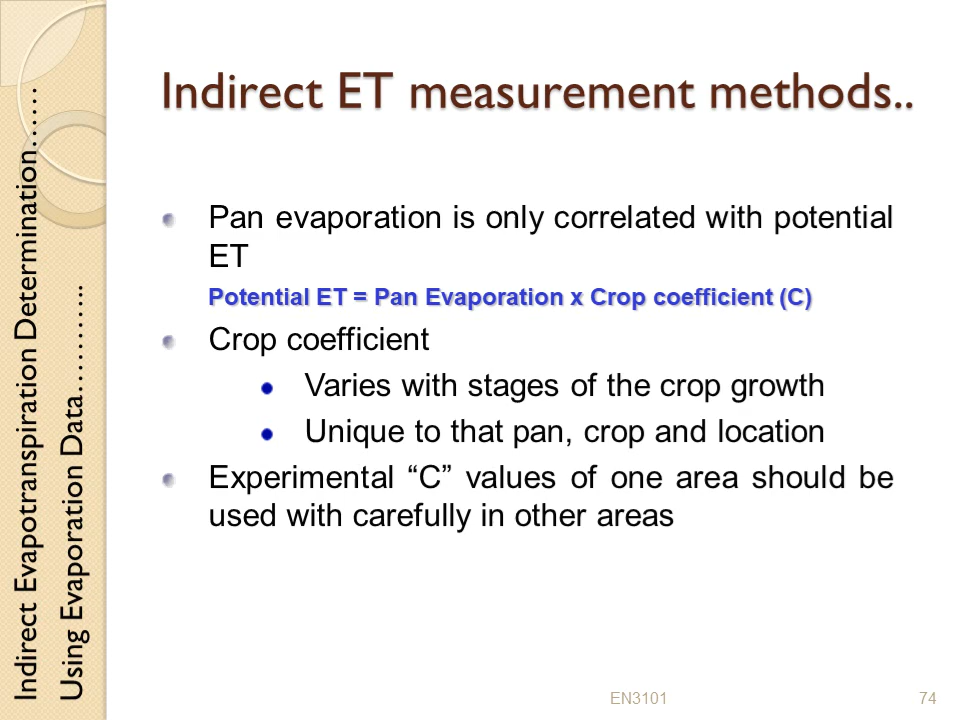 Indirect Evapotranspiration Determination……
Using Evaporation Data………..
Indirect ET measurement methods..
Pan evaporation is only correlated with potential
ET
Potential ET = Pan Evaporation x Crop coefficient (C)
Crop coefficient
Varies with stages of the crop growth
Unique to that pan, crop and location
Experimental “C” values of one area should be
used with carefully in other areas
EN3101
74